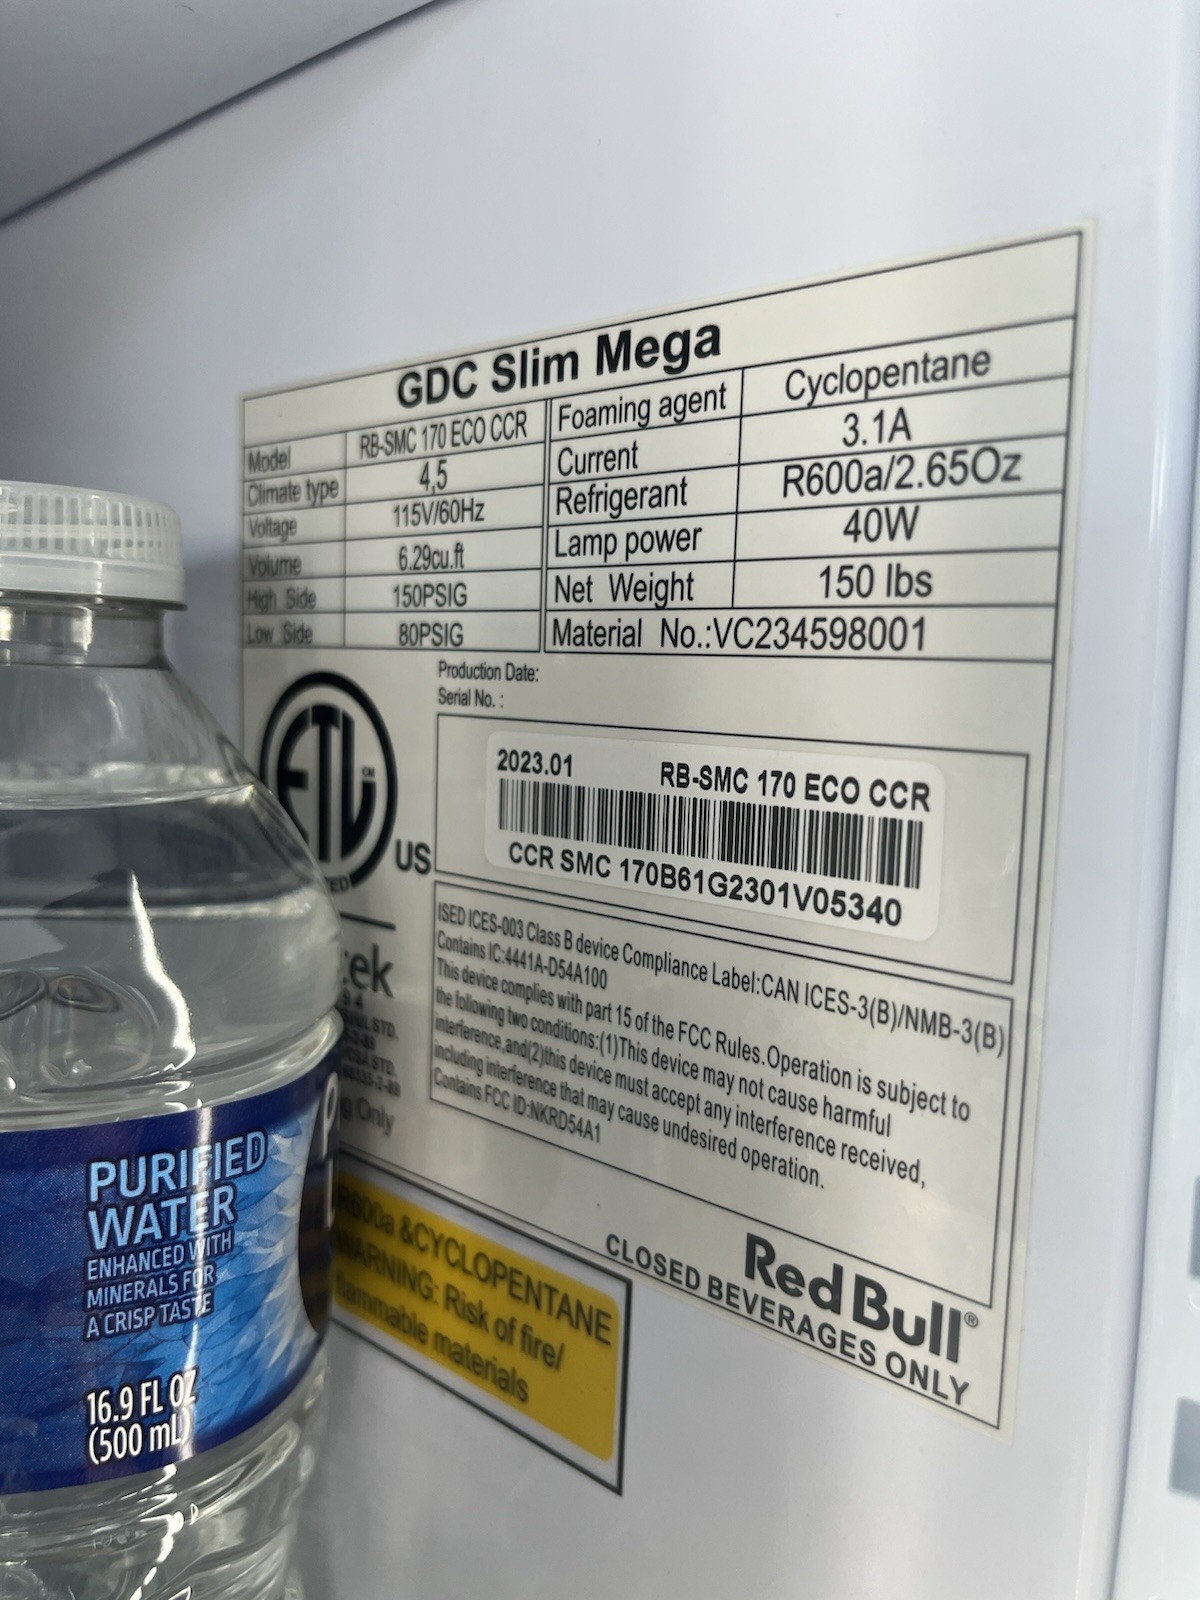 GDC Slim Mega
Model RB-SMC 170 ECO CCR Foaming agent Cyclopentane
Climate type 4,5 Current 3.1A
Voltage 115V/60Hz Refrigerant R600a/2.65Oz
Volume 6.29cu.ft Lamp power 40W
High Side 150PSIG Net Weight 150 lbs
Low Side 80PSIG Material No.:VC234598001
Production Date:
Serial No. :
ETL CM
US
2023.01 RB-SMC 170 ECO CCR
CCR SMC 170B61G2301V05340
ISED ICES-003 Class B device Compliance Label:CAN ICES-3(B)/NMB-3(B)
Contains IC:4441A-D54A100
This device complies with part 15 of the FCC Rules.Operation is subject to
the following two conditions:(1)This device may not cause harmful
interference,and(2)this device must accept any interference received,
including interference that may cause undesired operation.
Contains FCC ID:NKRD54A1
STD.
STD.
Only
Red Bull®
CLOSED BEVERAGES ONLY
R600a &CYCLOPENTANE
WARNING: Risk of fire/
flammable materials
PURIFIED
WATER
ENHANCED WITH
MINERALS FOR
A CRISP TASTE
16.9 FL OZ
(500 mL)